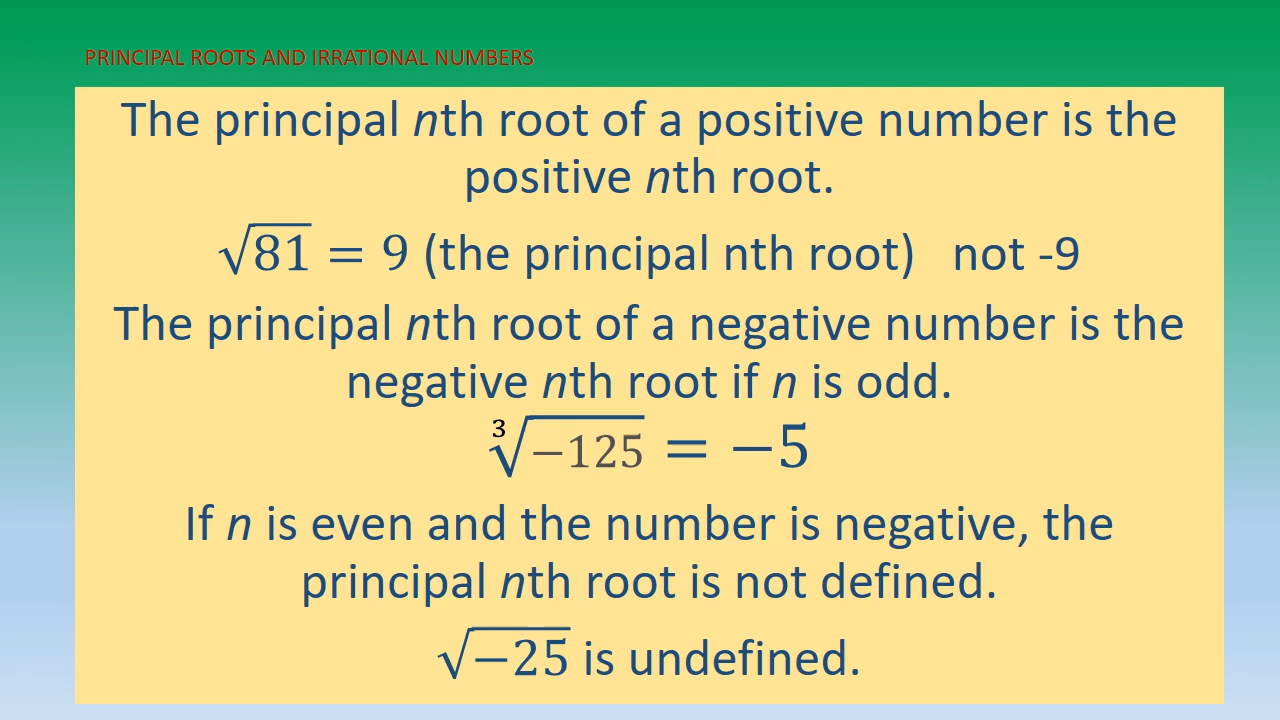 PRINCIPAL ROOTS AND IRRATIONAL NUMBERS
The principal nth root of a positive number is the
positive nth root.
√81 = 9 (the principal nth root) not -9
The principal nth root of a negative number is the
negative nth root if n is odd.
∛−125 = −5
If n is even and the number is negative, the
principal nth root is not defined.
√−25 is undefined.